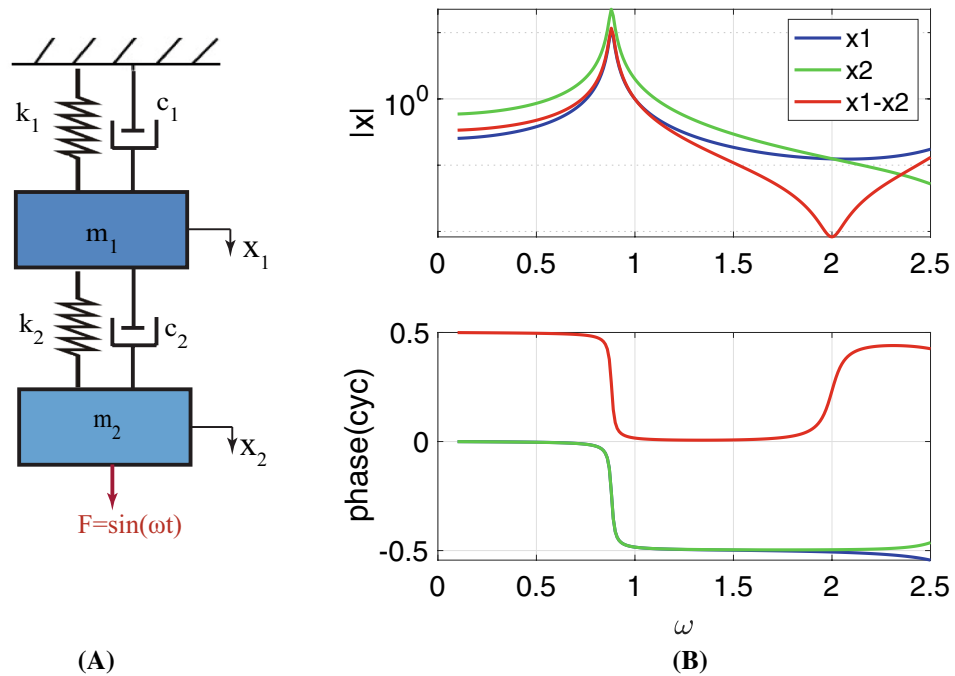 k1
c1
m1
x1
k2
c2
m2
x2
F=sin(ωt)
(A)
|x|
10^0
x1
x2
x1-x2
0 0.5 1 1.5 2 2.5
phase(cyc)
0.5
0
-0.5
0 0.5 1 1.5 2 2.5
ω
(B)